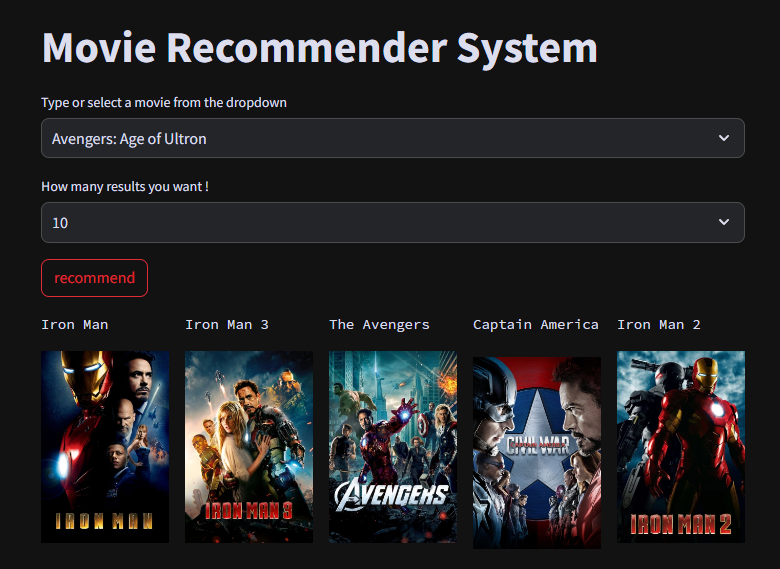 Movie Recommender System
Type or select a movie from the dropdown
Avengers: Age of Ultron
How many results you want !
10
recommend
Iron Man
Iron Man 3
The Avengers
Captain America
Iron Man 2
IRON MAN
IRON MAN 3
AVENGERS
CIVIL WAR
IRON MAN 2